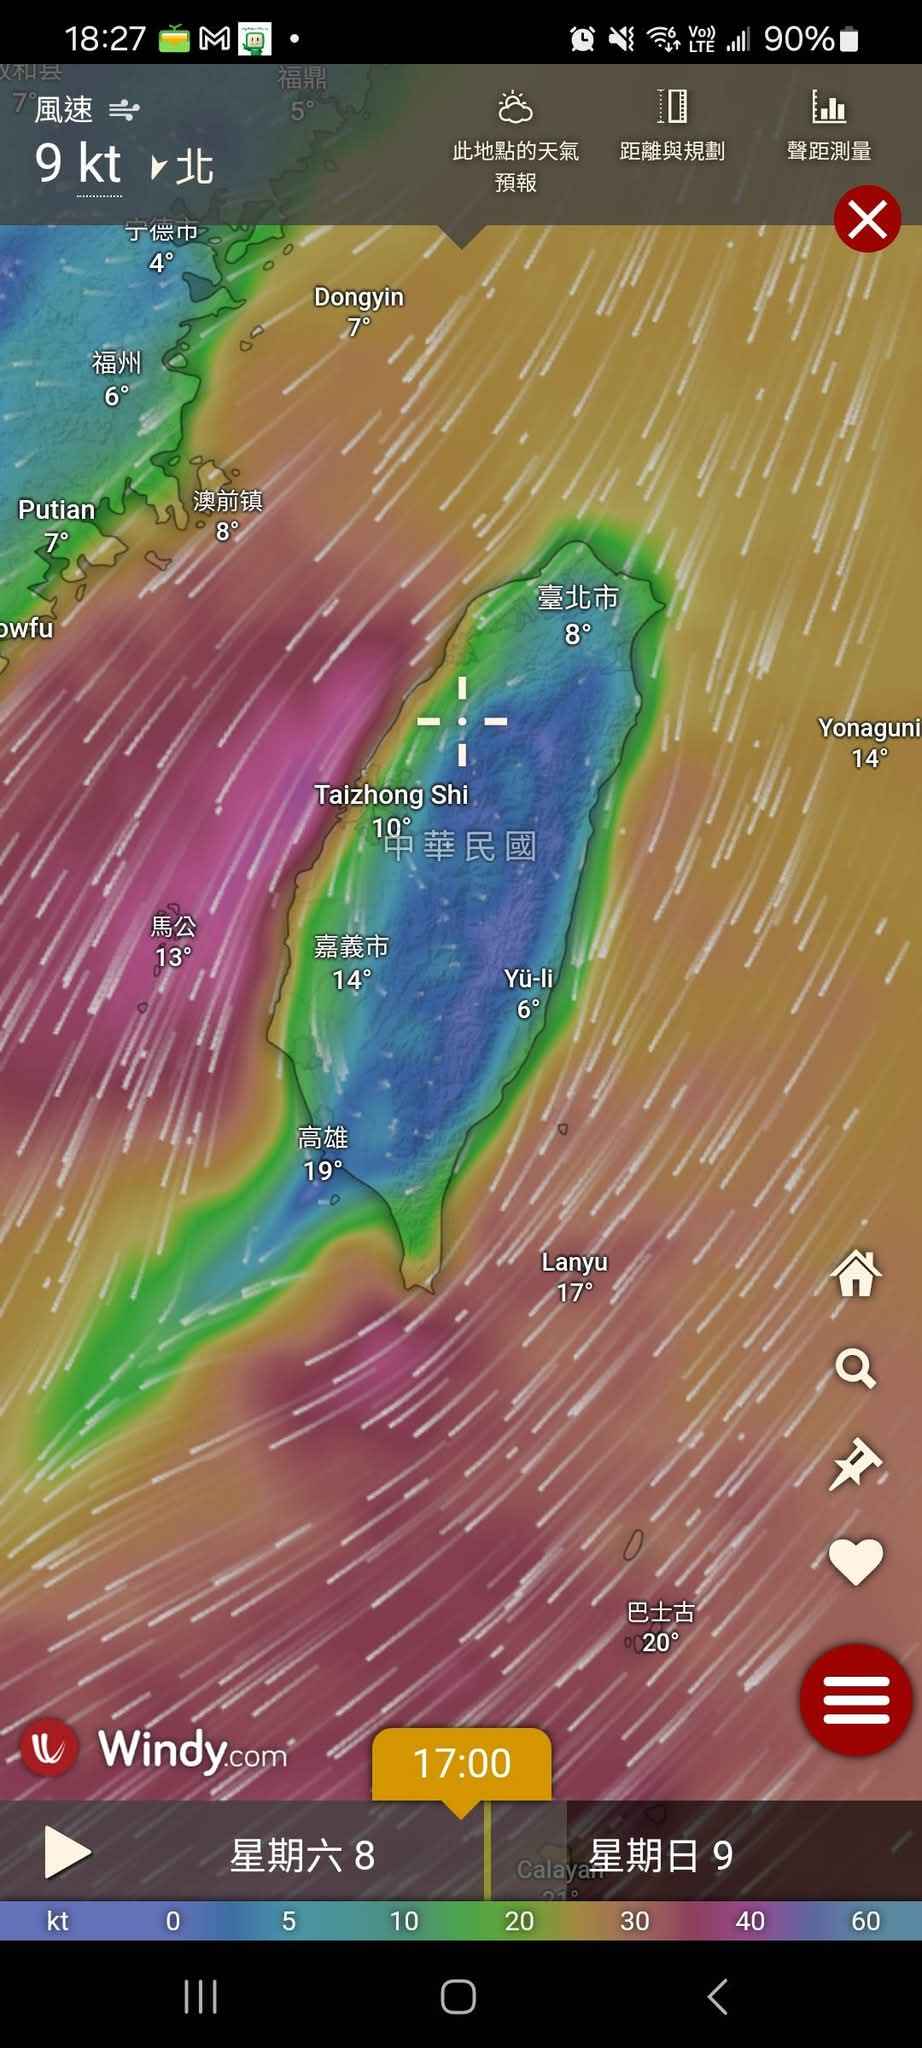 18:27
Vo))
LTE
90%
福鼎
7°
5°
風速
9 kt 北
此地點的天氣
預報
距離與規劃
聲距測量
宁德市
4°
Dongyin
7°
福州
6°
Putian
7°
澳前镇
8°
owfu
臺北市
8°
Yonaguni
14°
Taizhong Shi
10°
中華民國
馬公
13°
嘉義市
14°
Yü-li
6°
高雄
19°
Lanyu
17°
巴士古
20°
Windy.com
17:00
星期六 8
星期日 9
Calayan
21°
kt 0 5 10 20 30 40 60